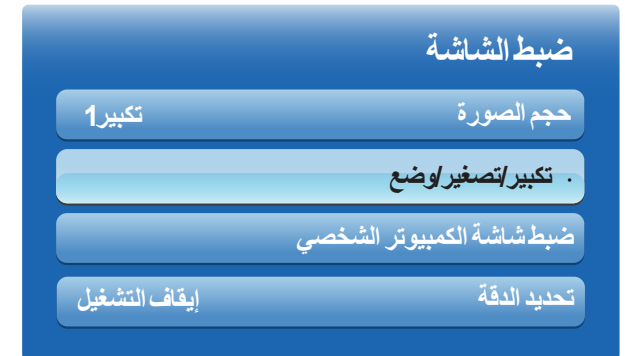 ضبط الشاشة
حجم الصورة تكبير1
· تكبير/تصغير/وضع
ضبط شاشة الكمبيوتر الشخصي
تحديد الدقة إيقاف التشغيل